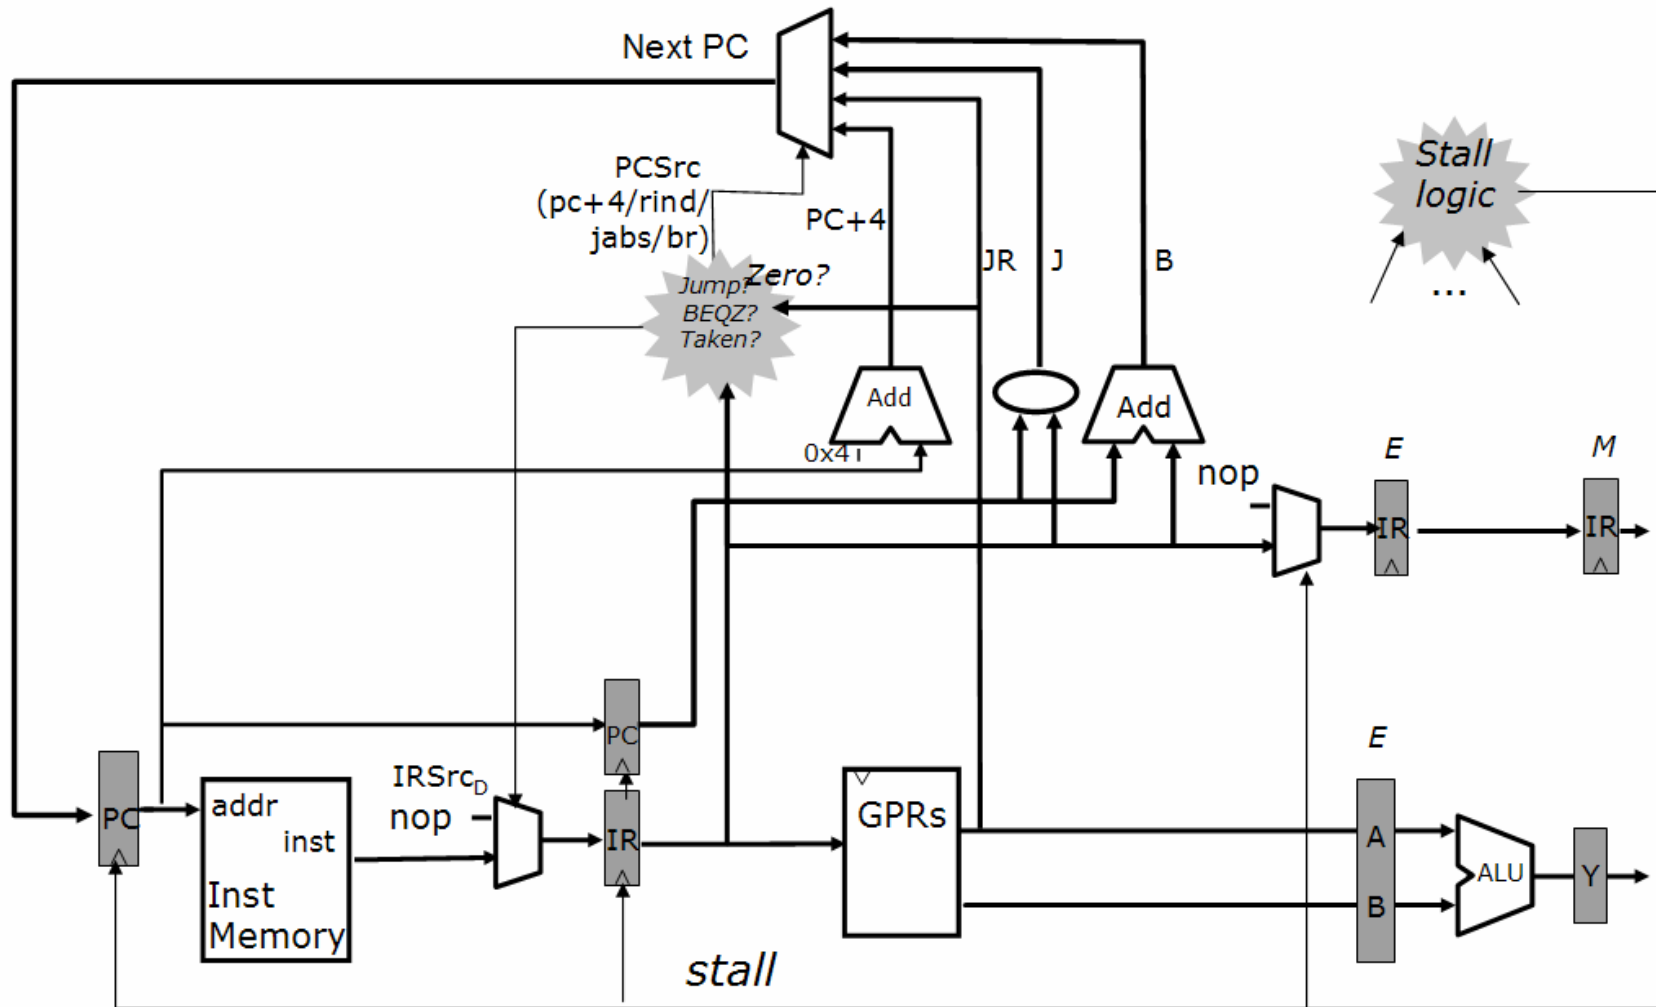 Next PC
PCSrc
(pc+4/rind/
jabs/br)
Stall
logic
...
PC+4
JR
J
B
Zero?
Jump?
BEQZ?
Taken?
Add
Add
0x4
nop
E
M
IR
IR
PC
E
IRSrcD
nop
PC
addr
inst
Inst
Memory
IR
GPRs
A
B
ALU
Y
stall